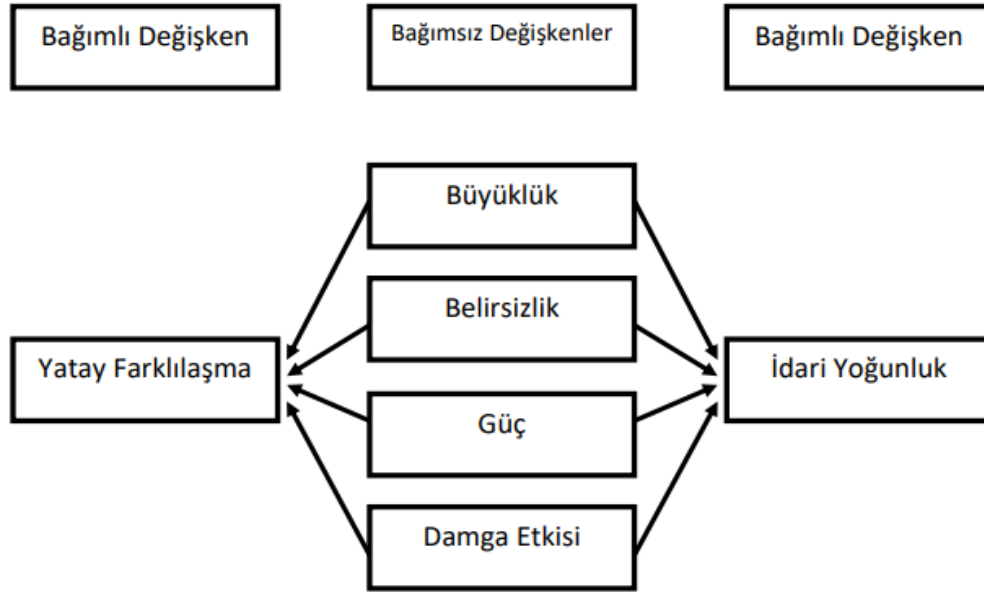 Bağımlı Değişken
Bağımsız Değişkenler
Bağımlı Değişken
Büyüklük
Belirsizlik
Yatay Farklılaşma
İdari Yoğunluk
Güç
Damga Etkisi